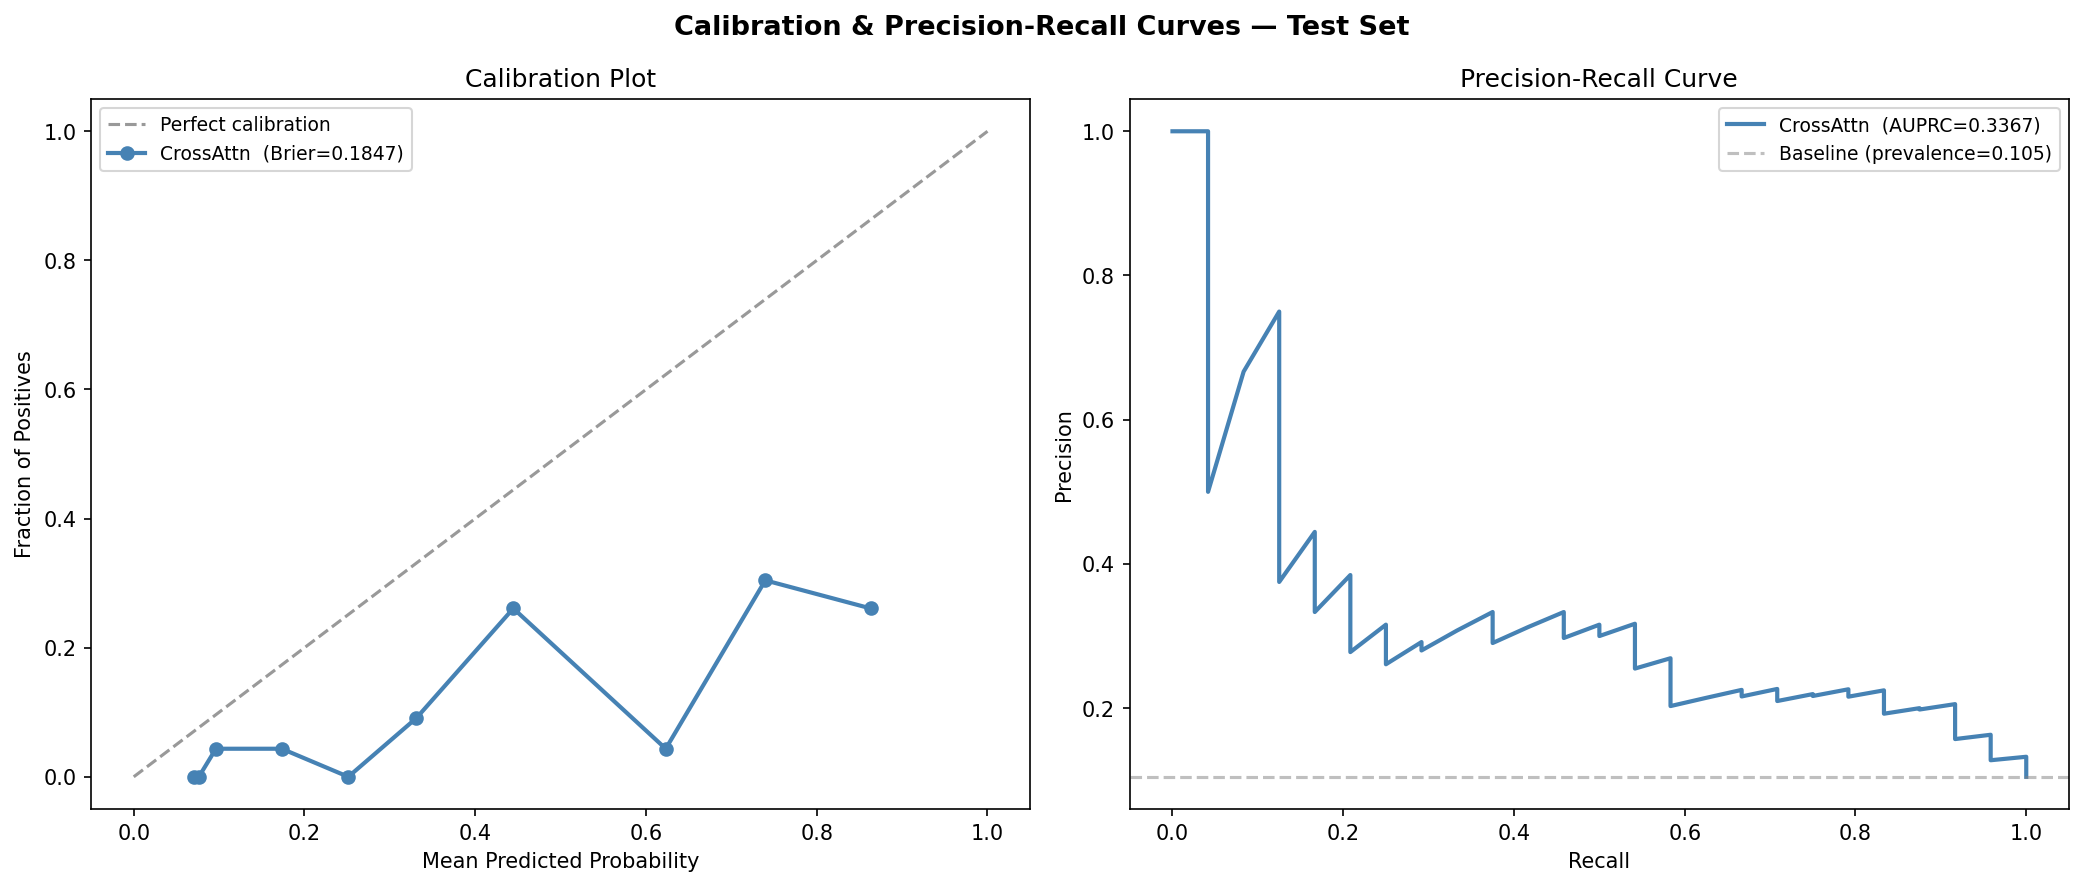 Calibration & Precision-Recall Curves — Test Set
Calibration Plot
Perfect calibration
CrossAttn (Brier=0.1847)
1.0
0.8
0.6
0.4
0.2
0.0
Fraction of Positives
0.0 0.2 0.4 0.6 0.8 1.0
Mean Predicted Probability
Precision-Recall Curve
CrossAttn (AUPRC=0.3367)
Baseline (prevalence=0.105)
1.0
0.8
0.6
0.4
0.2
Precision
0.0 0.2 0.4 0.6 0.8 1.0
Recall